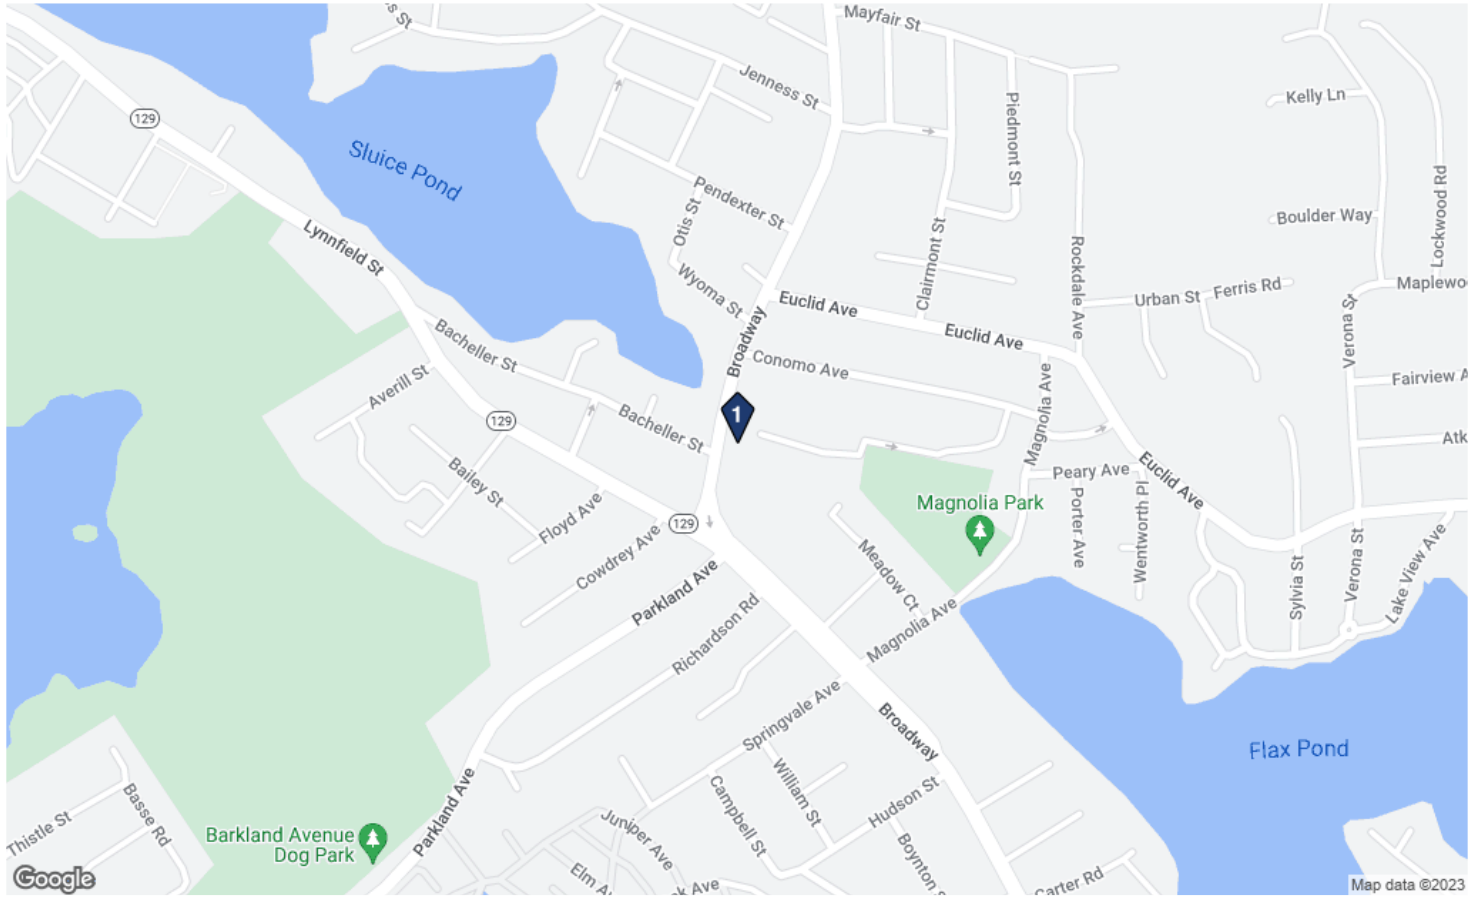 s St
Mayfair St
Jenness St
Kelly Ln
Piedmont St
129
Sluice Pond
Pendexter St
Otis St
Boulder Way
Lockwood Rd
Clairmont St
Lynnfield St
Rockdale Ave
Wyoma St
Euclid Ave
Urban St
Ferris Rd
Maplewo
Verona St
Euclid Ave
Broadway
Bacheller St
Conomo Ave
Averill St
Magnolia Ave
Fairview A
129
1
Bacheller St
Atk
Bailey St
Peary Ave
Euclid Ave
Magnolia Park
Floyd Ave
129
Porter Ave
Wentworth Pl
Cowdrey Ave
Meadow Ct
Sylvia St
Verona St
Lake View Ave
Parkland Ave
Richardson Rd
Magnolia Ave
Springvale Ave
Broadway
Flax Pond
William St
Campbell St
Hudson St
Parkland Ave
Basse Rd
Thistle St
Barkland Avenue
Dog Park
Juniper Ave
Boynton S
Elm A
k Ave
Carter Rd
Google
Map data ©2023